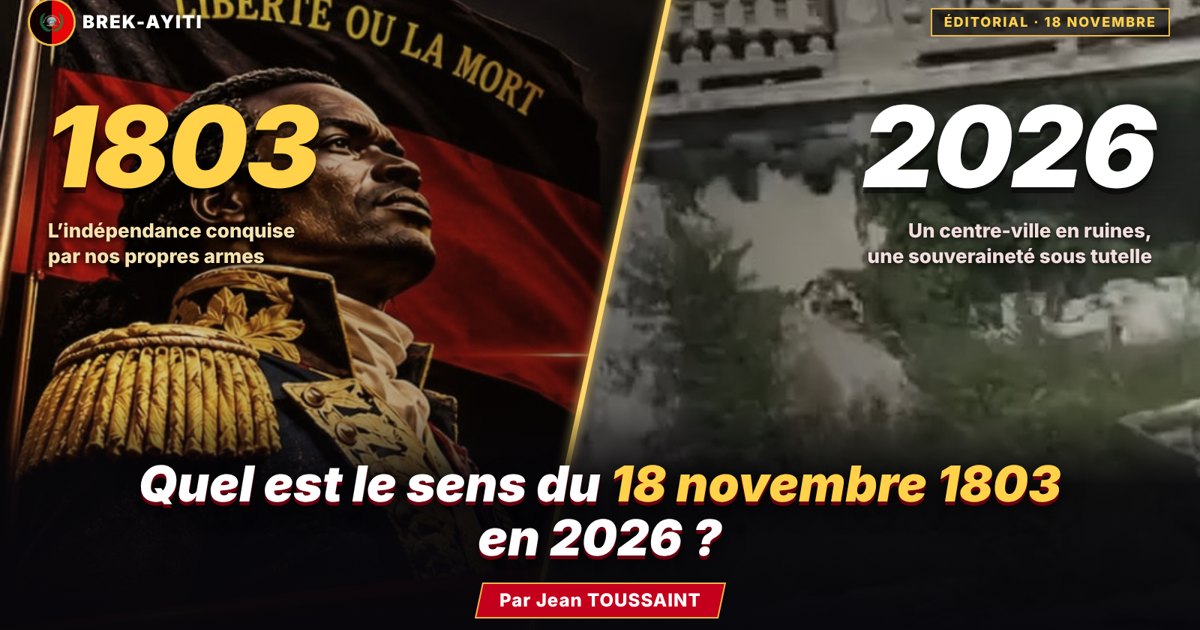 BREK-AYITI
ÉDITORIAL · 18 NOVEMBRE
LIBERTÉ OU LA MORT
1803
L’indépendance conquise
par nos propres armes
2026
Un centre-ville en ruines,
une souveraineté sous tutelle
Quel est le sens du 18 novembre 1803
en 2026 ?
Par Jean TOUSSAINT